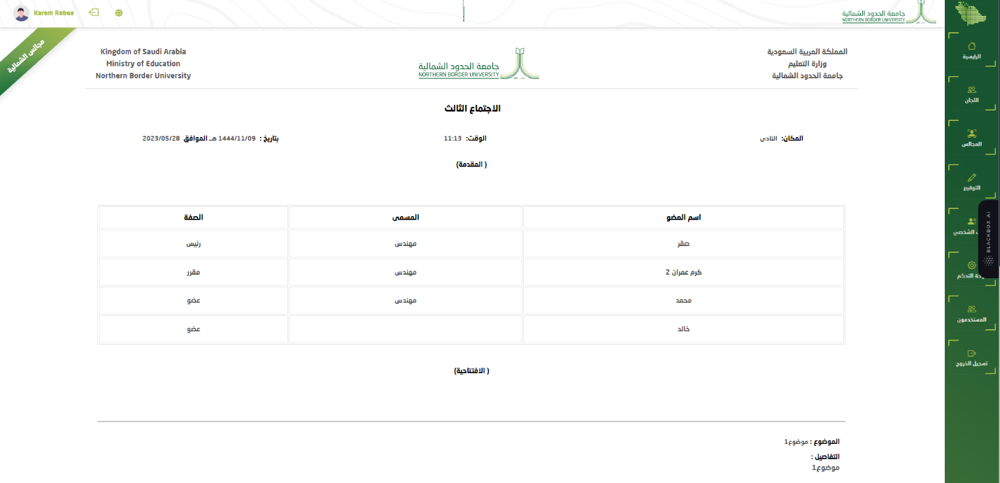 Karam Rabea
جامعة الحدود الشمالية
NORTHERN BORDER UNIVERSITY
مجالس الشمالية
الرئيسية
اللجان
المجالس
التوقيع
الشخصي
التحكم
المستخدمون
تسجيل الخروج
BLACKBOX AI
المملكة العربية السعودية
وزارة التعليم
جامعة الحدود الشمالية
جامعة الحدود الشمالية
NORTHERN BORDER UNIVERSITY
Kingdom of Saudi Arabia
Ministry of Education
Northern Border University
الاجتماع الثالث
المكان: النادى الوقت: 11:13 بتاريخ : 1444/11/09 هـ الموافق 2023/05/28
( المقدمة)
اسم العضو المسمى الصفة
صقر مهندس رئيس
كرم عمران 2 مهندس مقرر
محمد مهندس عضو
خالد عضو
( الافتتاحية)
الموضوع : موضوع1
التفاصيل :
موضوع1